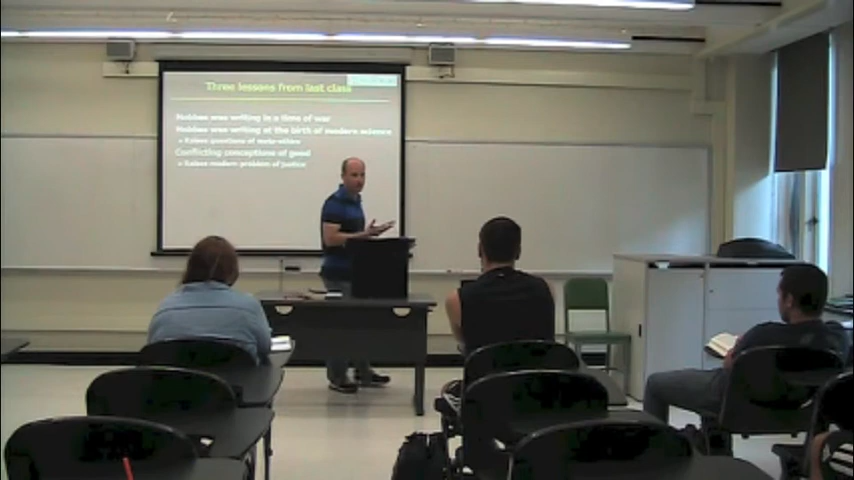 Three lessons from last class
Hobbes was writing in a time of war
Hobbes was writing at the birth of modern science
Raises questions of meta-ethics
Conflicting conceptions of good
Raises modern problem of justice